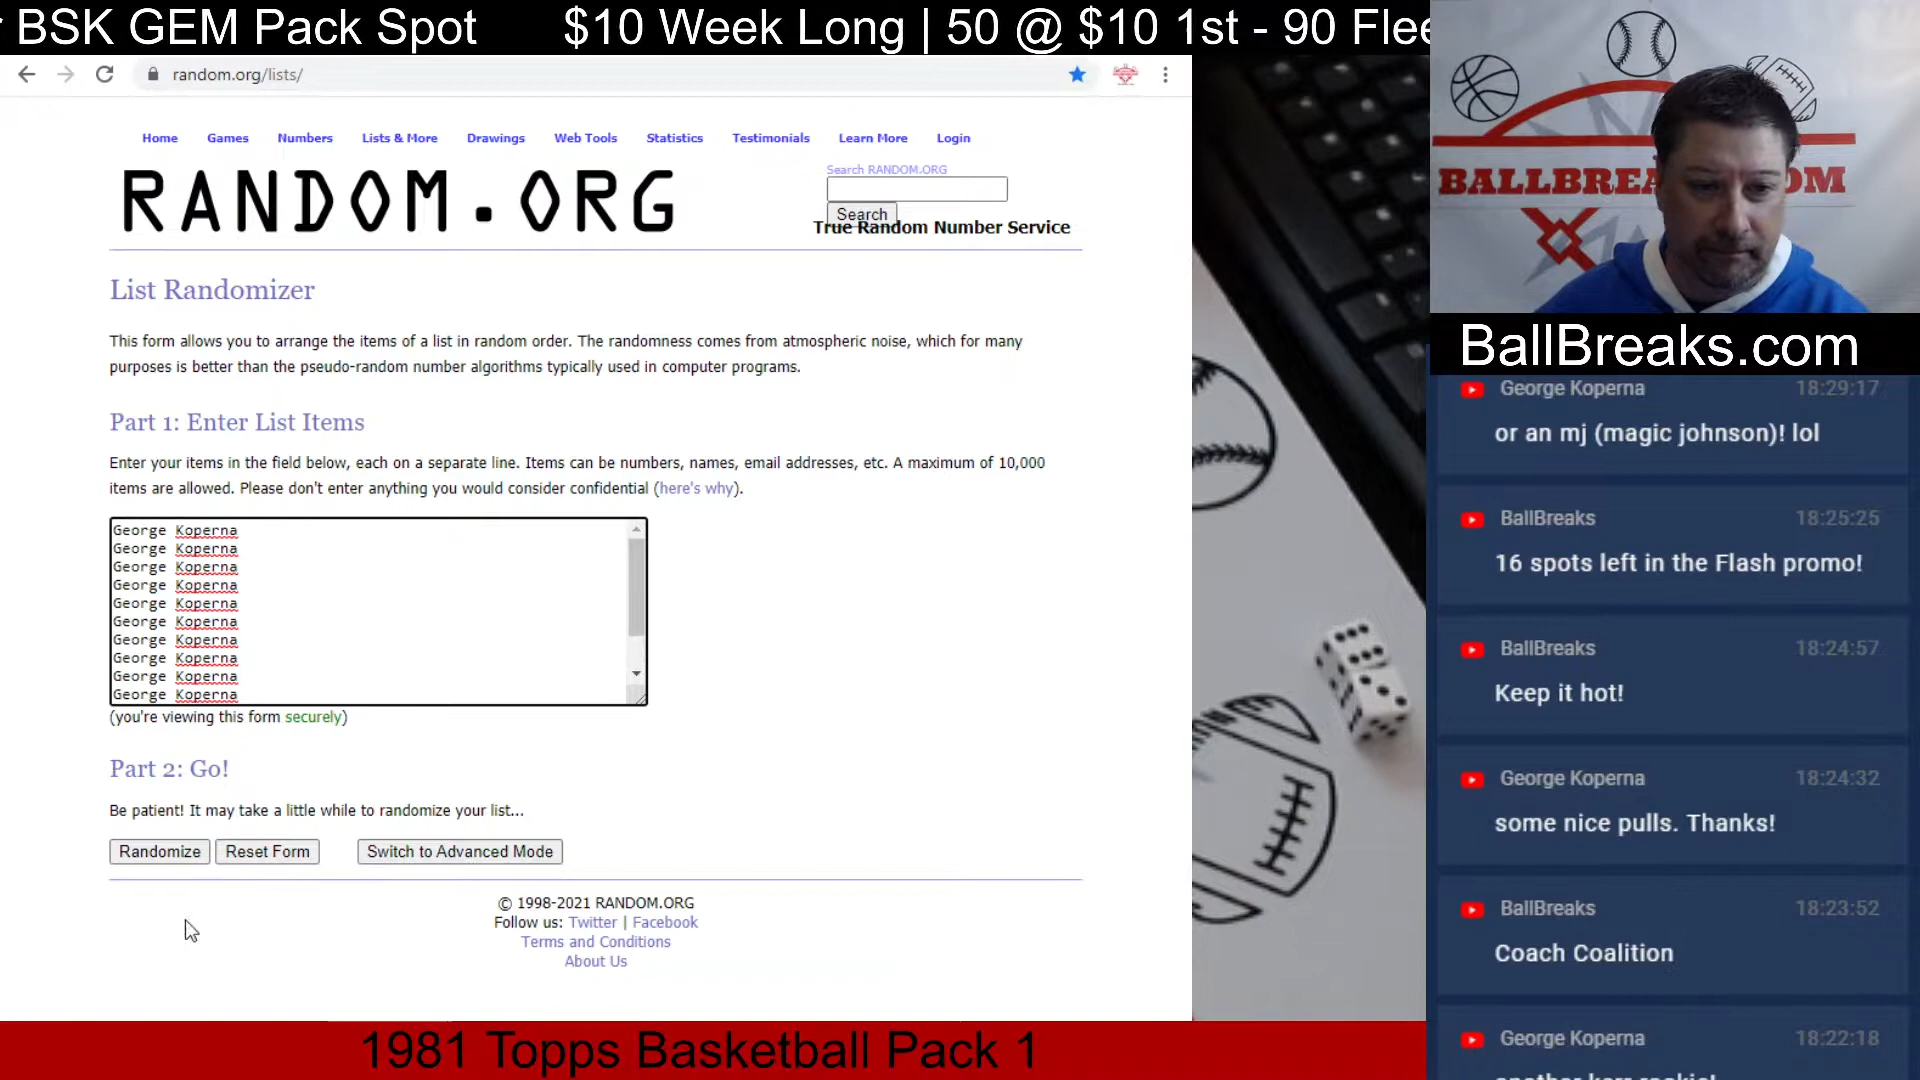 BSK GEM Pack Spot $10 Week Long | 50 @ $10 1st - 90
random.org/lists/
Home Games Numbers Lists & More Drawings Web Tools Statistics Testimonials Learn More Login
RANDOM.ORG
Search RANDOM.ORG
Search
True Random Number Service
List Randomizer
This form allows you to arrange the items of a list in random order. The randomness comes from atmospheric noise, which for many
purposes is better than the pseudo-random number algorithms typically used in computer programs.
Part 1: Enter List Items
Enter your items in the field below, each on a separate line. Items can be numbers, names, email addresses, etc. A maximum of 10,000
items are allowed. Please don't enter anything you would consider confidential (here's why).
George Koperna
George Koperna
George Koperna
George Koperna
George Koperna
George Koperna
George Koperna
George Koperna
George Koperna
George Koperna
(you're viewing this form securely)
Part 2: Go!
Be patient! It may take a little while to randomize your list...
Randomize Reset Form Switch to Advanced Mode
© 1998-2021 RANDOM.ORG
Follow us: Twitter | Facebook
Terms and Conditions
About Us
BallBreaks.com
George Koperna 18:29:17
or an mj (magic johnson)! lol
BallBreaks 18:25:25
16 spots left in the Flash promo!
BallBreaks 18:24:57
Keep it hot!
George Koperna 18:24:32
some nice pulls. Thanks!
BallBreaks 18:23:52
Coach Coalition
George Koperna 18:22:18
1981 Topps Basketball Pack 1